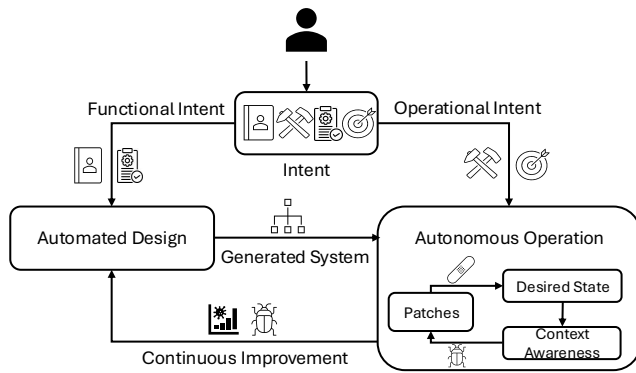 Functional Intent
Operational Intent
Intent
Automated Design
Generated System
Autonomous Operation
Patches
Desired State
Context
Awareness
Continuous Improvement